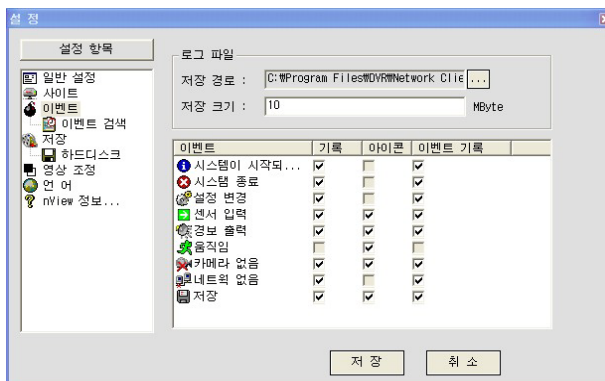 설 정
설정 항목
일반 설정
사이트
이벤트
이벤트 검색
저장
하드디스크
영상 조정
언 어
nView 정보...
로그 파일
저장 경로 : C:₩Program Files₩DVR₩Network Clie ...
저장 크기 : 10 MByte
이벤트 기록 아이콘 이벤트 기록
시스템이 시작되...
시스탬 종료
설정 변경
센서 입력
경보 출력
움직임
카메라 없음
네트웍 없음
저장
저 장 취 소